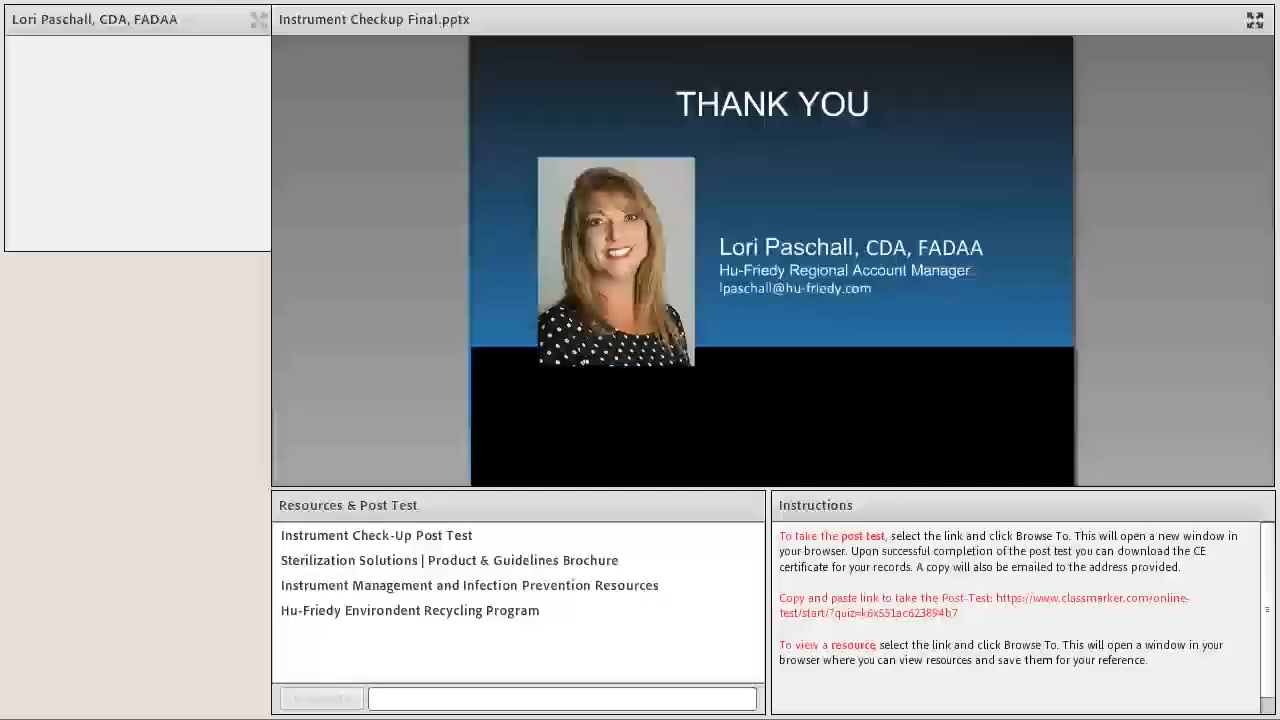 Lori Paschall, CDA, FADAA
Instrument Checkup Final.pptx
THANK YOU
Lori Paschall, CDA, FADAA
Hu-Friedy Regional Account Manager
lpaschall@hu-friedy.com
Resources & Post Test
Instrument Check-Up Post Test
Sterilization Solutions | Product & Guidelines Brochure
Instrument Management and Infection Prevention Resources
Hu-Friedy Environdent Recycling Program
Instructions
To take the post test, select the link and click Browse To. This will open a new window in
your browser. Upon successful completion of the post test you can download the CE
certificate for your records. A copy will also be emailed to the address provided.
Copy and paste link to take the Post-Test: https://www.classmarker.com/online-
test/start/?quiz=k6x551ac623894b7
To view a resource, select the link and click Browse To. This will open a window in your
browser where you can view resources and save them for your reference.